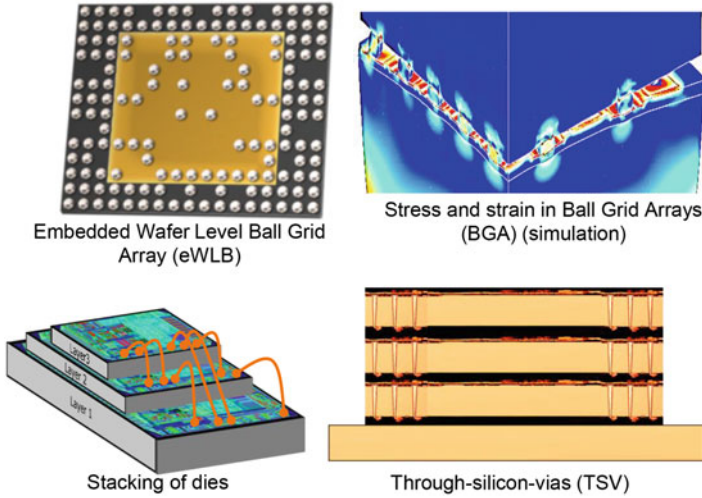 Embedded Wafer Level Ball Grid
Array (eWLB)
Stress and strain in Ball Grid Arrays
(BGA) (simulation)
Layer3
Layer 2
Layer 1
Stacking of dies
Through-silicon-vias (TSV)